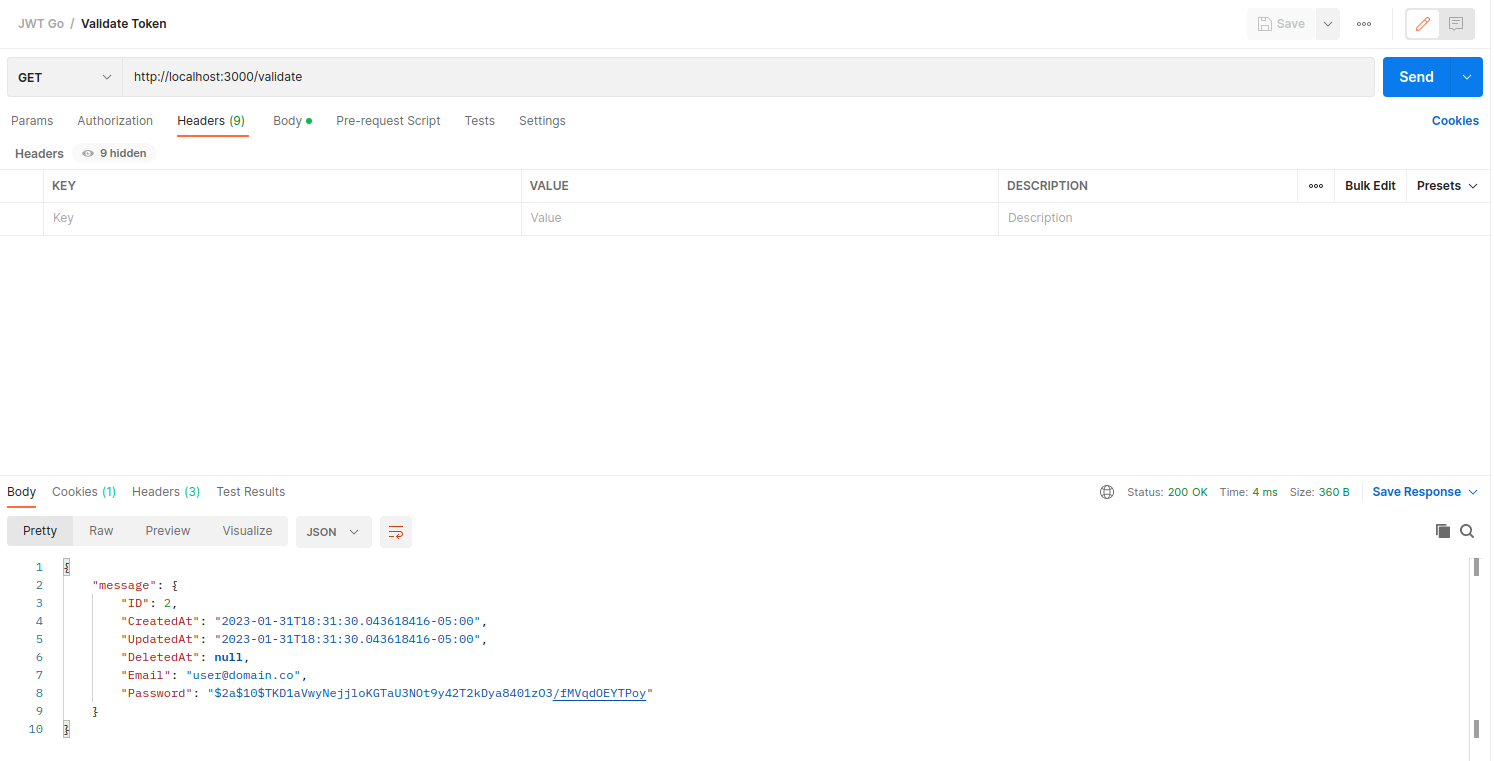 JWT Go / Validate Token
Save
GET
http://localhost:3000/validate
Send
Params Authorization Headers (9) Body Pre-request Script Tests Settings
Cookies
Headers 9 hidden
KEY VALUE DESCRIPTION Bulk Edit Presets
Key Value Description
Body Cookies (1) Headers (3) Test Results
Status: 200 OK Time: 4 ms Size: 360 B Save Response
Pretty Raw Preview Visualize JSON
1 {
2 "message": {
3 "ID": 2,
4 "CreatedAt": "2023-01-31T18:31:30.043618416-05:00",
5 "UpdatedAt": "2023-01-31T18:31:30.043618416-05:00",
6 "DeletedAt": null,
7 "Email": "user@domain.co",
8 "Password": "$2a$10$TKD1aVwyNejjloKGTaU3NOt9y42T2kDya8401zO3/fMVqdOEYTPoy"
9 }
10 }